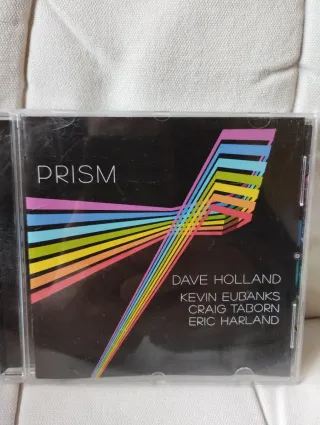 PRISM
DAVE HOLLAND
KEVIN EUBANKS
CRAIG TABORN
ERIC HARLAND